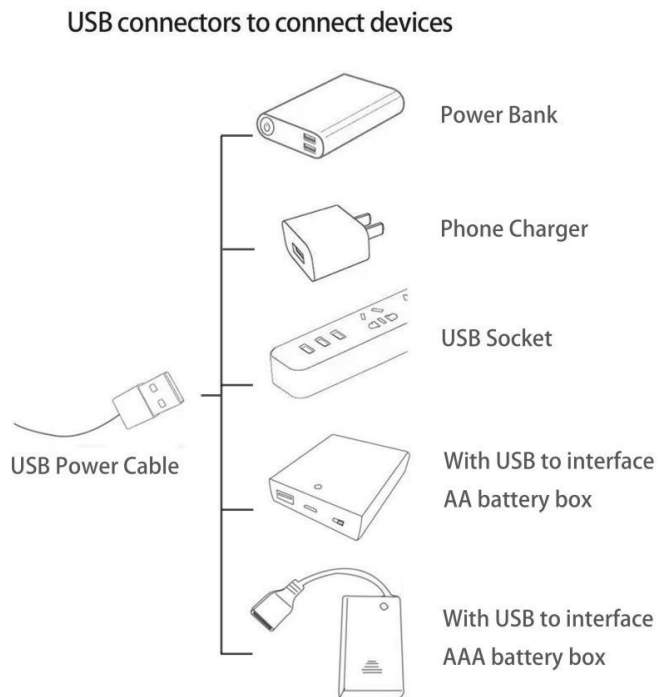 USB connectors to connect devices
Power Bank
Phone Charger
USB Socket
USB Power Cable
With USB to interface
AA battery box
With USB to interface
AAA battery box